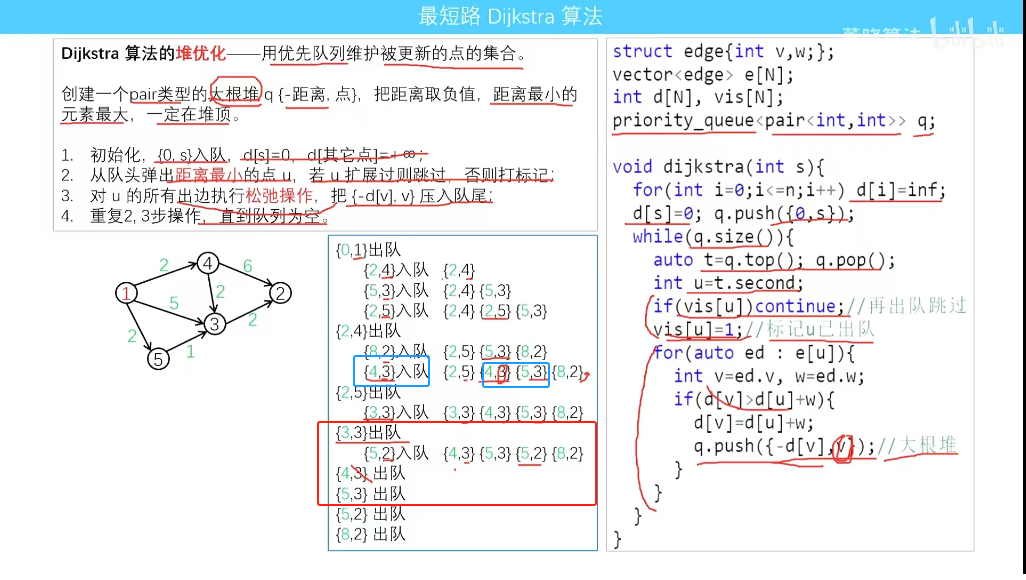 最短路 Dijkstra 算法
bilibili
Dijkstra 算法的堆优化——用优先队列维护被更新的点的集合。
创建一个pair类型的大根堆 q {-距离, 点}，把距离取负值，距离最小的
元素最大，一定在堆顶。
1. 初始化，{0, s}入队，d[s]=0，d[其它点]=+∞；
2. 从队头弹出距离最小的点 u，若 u 扩展过则跳过，否则打标记；
3. 对 u 的所有出边执行松弛操作，把 {-d[v], v} 压入队尾；
4. 重复2, 3步操作，直到队列为空。
2
4
6
1
5
2
2
3
2
2
1
5
{0,1}出队
{2,4}入队 {2,4}
{5,3}入队 {2,4} {5,3}
{2,5}入队 {2,4} {2,5} {5,3}
{2,4}出队
{8,2}入队 {2,5} {5,3} {8,2}
{4,3}入队 {2,5} {4,3} {5,3} {8,2}
{2,5}出队
{3,3}入队 {3,3} {4,3} {5,3} {8,2}
{3,3}出队
{5,2}入队 {4,3} {5,3} {5,2} {8,2}
{4,3} 出队
{5,3} 出队
{5,2} 出队
{8,2} 出队
struct edge{int v,w;};
vector<edge> e[N];
int d[N], vis[N];
priority_queue<pair<int,int>> q;
void dijkstra(int s){
for(int i=0;i<=n;i++) d[i]=inf;
d[s]=0; q.push({0,s});
while(q.size()){
auto t=q.top(); q.pop();
int u=t.second;
if(vis[u])continue;//再出队跳过
vis[u]=1;//标记u已出队
for(auto ed : e[u]){
int v=ed.v, w=ed.w;
if(d[v]>d[u]+w){
d[v]=d[u]+w;
q.push({-d[v],v});//大根堆
}
}
}
}